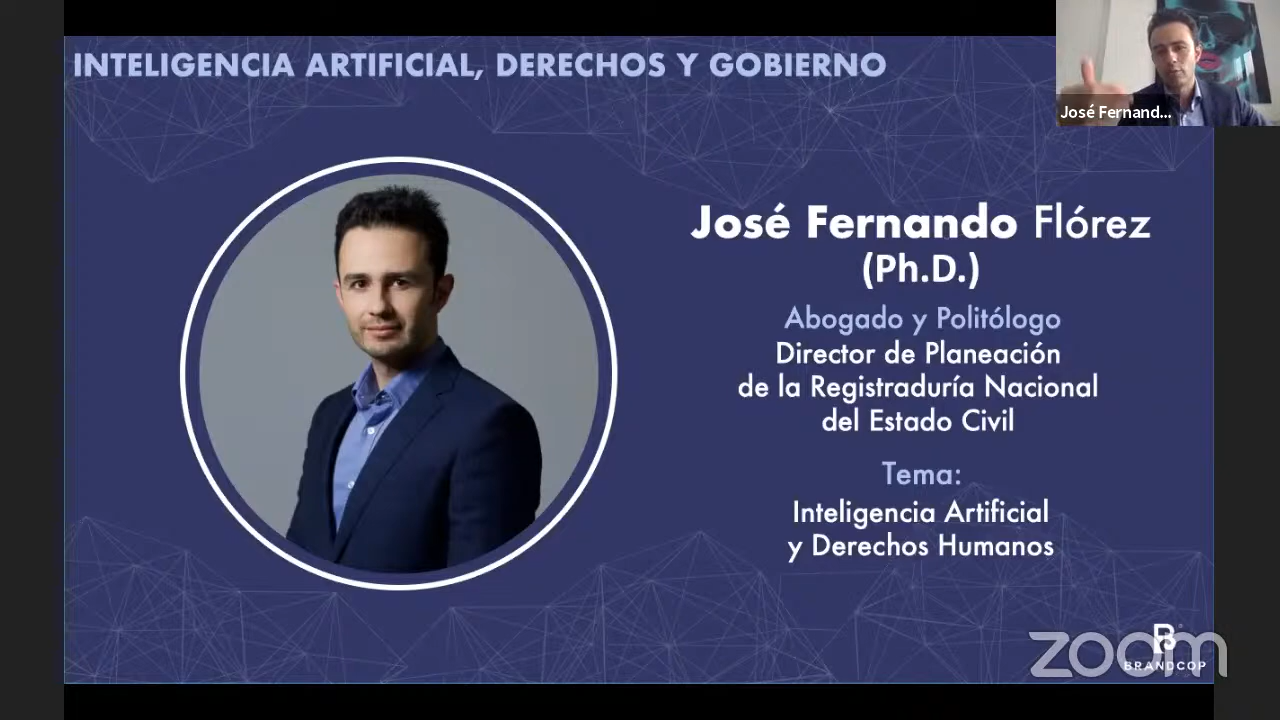 INTELIGENCIA ARTIFICIAL, DERECHOS Y GOBIERNO
José Fernand...
José Fernando Flórez
(Ph.D.)
Abogado y Politólogo
Director de Planeación
de la Registraduría Nacional
del Estado Civil
Tema:
Inteligencia Artificial
y Derechos Humanos
zoom
B
BRANDCOP